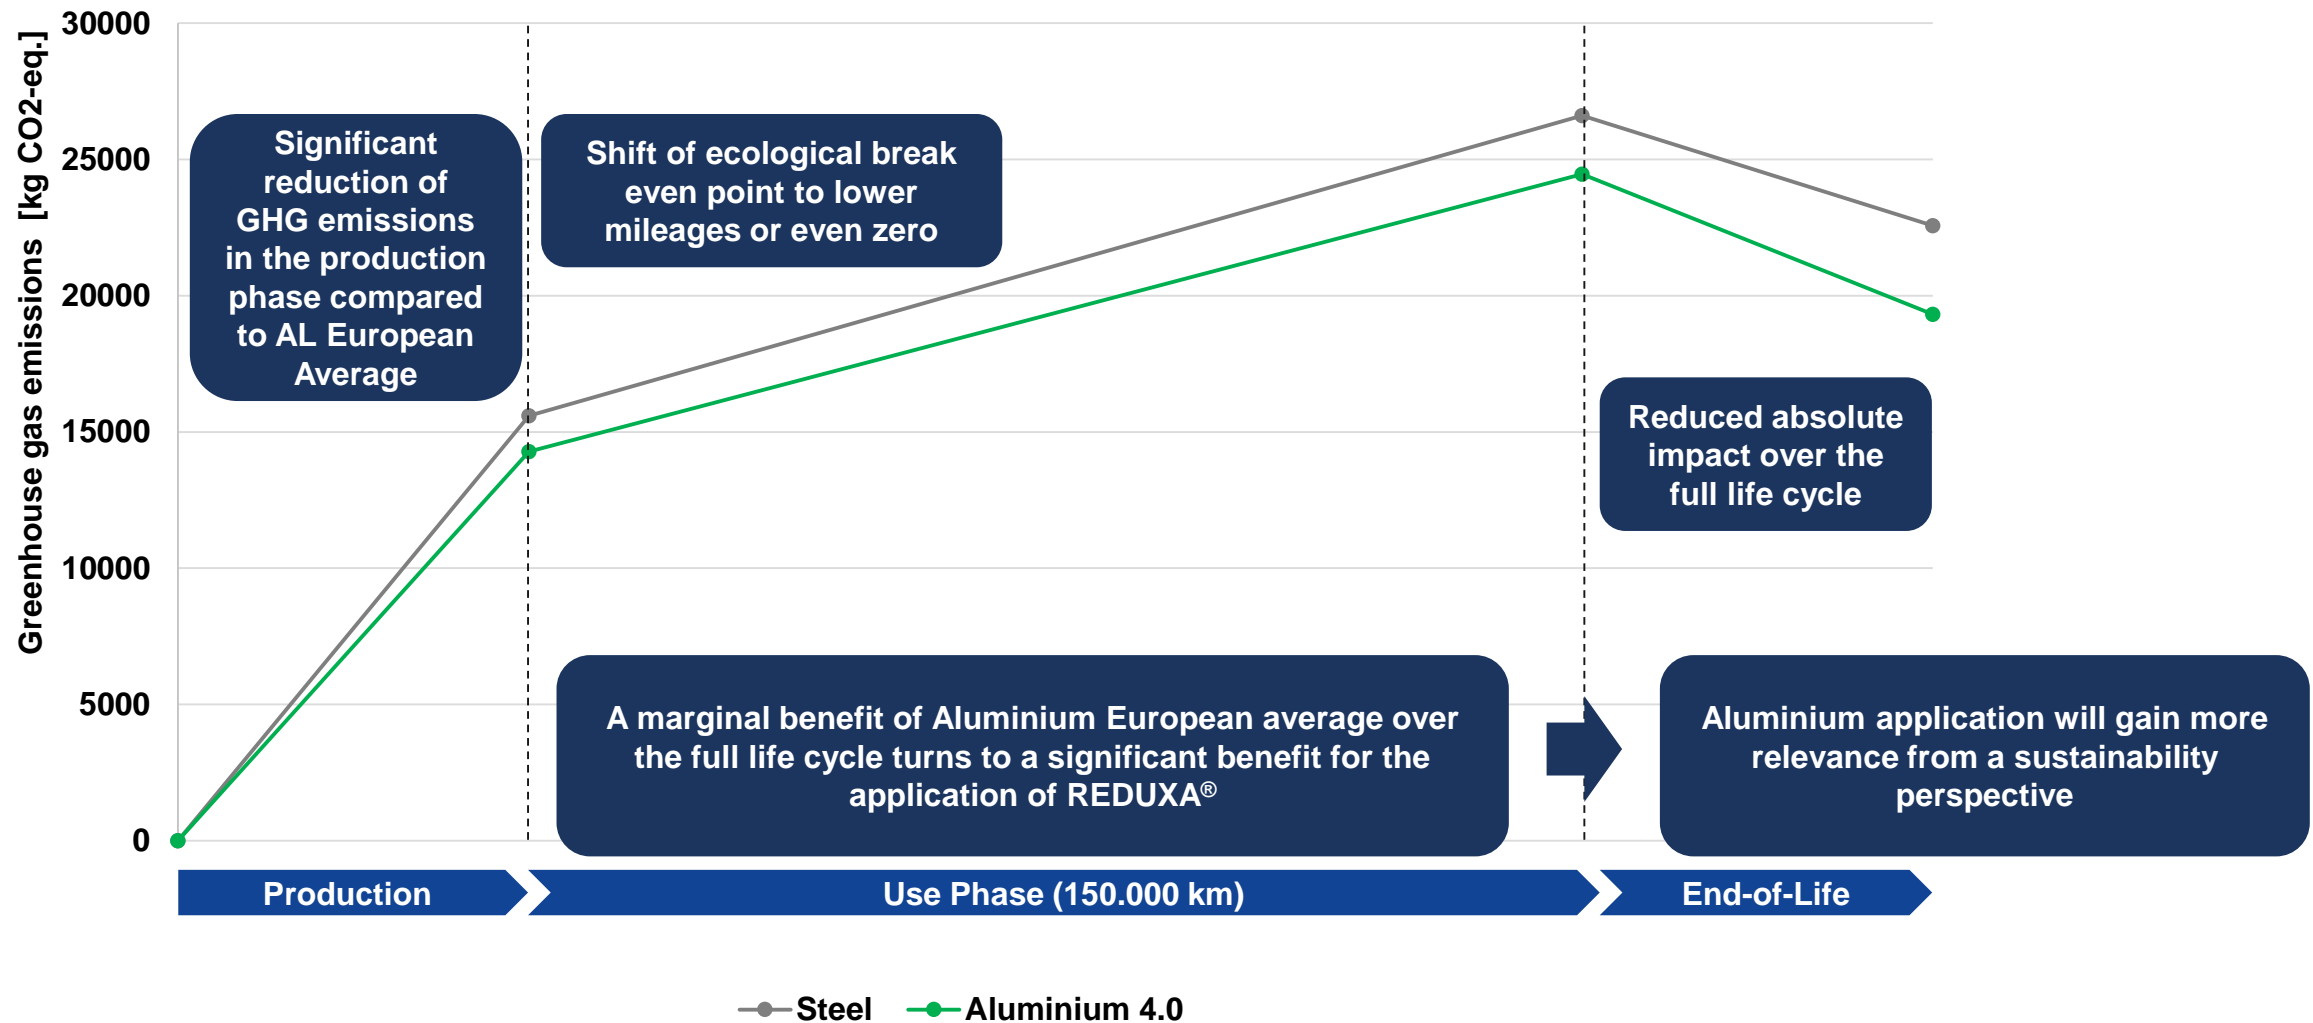 Greenhouse gas emissions [kg CO2-eq.]
30000
25000
20000
15000
10000
5000
0
Significant
reduction of
GHG emissions
in the production
phase compared
to AL European
Average
Shift of ecological break
even point to lower
mileages or even zero
Reduced absolute
impact over the
full life cycle
A marginal benefit of Aluminium European average over
the full life cycle turns to a significant benefit for the
application of REDUXA®
Aluminium application will gain more
relevance from a sustainability
perspective
Production
Use Phase (150.000 km)
End-of-Life
Steel
Aluminium 4.0